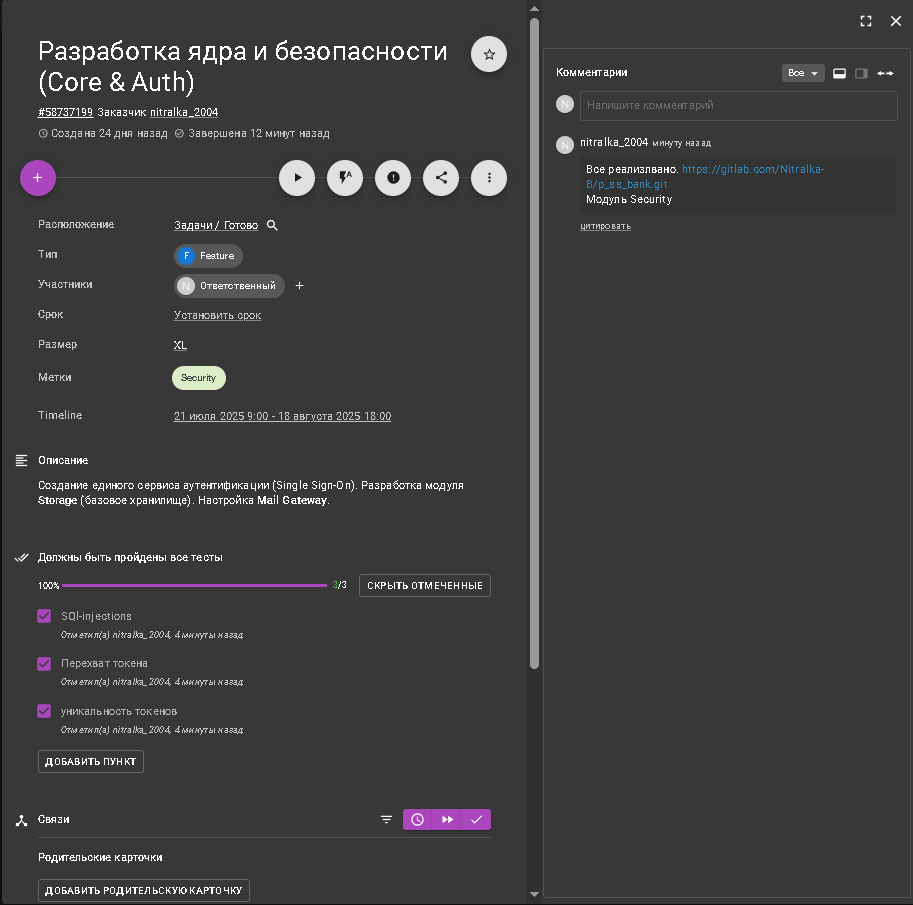 Разработка ядра и безопасности
(Core & Auth)
#58737199 Заказчик nitralka_2004
Создана 24 дня назад Завершена 12 минут назад
Расположение Задачи / Готово
Тип F Feature
Участники N Ответственный +
Срок Установить срок
Размер XL
Метки Security
Timeline 21 июля 2025 9:00 - 18 августа 2025 18:00
Описание
Создание единого сервиса аутентификации (Single Sign-On). Разработка модуля
Storage (базовое хранилище). Настройка Mail Gateway.
Должны быть пройдены все тесты
100% 3/3 СКРЫТЬ ОТМЕЧЕННЫЕ
SQl-injections
Отметил(а) nitralka_2004, 4 минуты назад
Перехват токена
Отметил(а) nitralka_2004, 4 минуты назад
уникальность токенов
Отметил(а) nitralka_2004, 4 минуты назад
ДОБАВИТЬ ПУНКТ
Связи
Родительские карточки
ДОБАВИТЬ РОДИТЕЛЬСКУЮ КАРТОЧКУ
Комментарии Все
N Напишите комментарий
N nitralka_2004 минуту назад
Все реализлвано. https://gitlab.com/Nitralka-
B/p_ss_bank.git
Модуль Security
цитировать